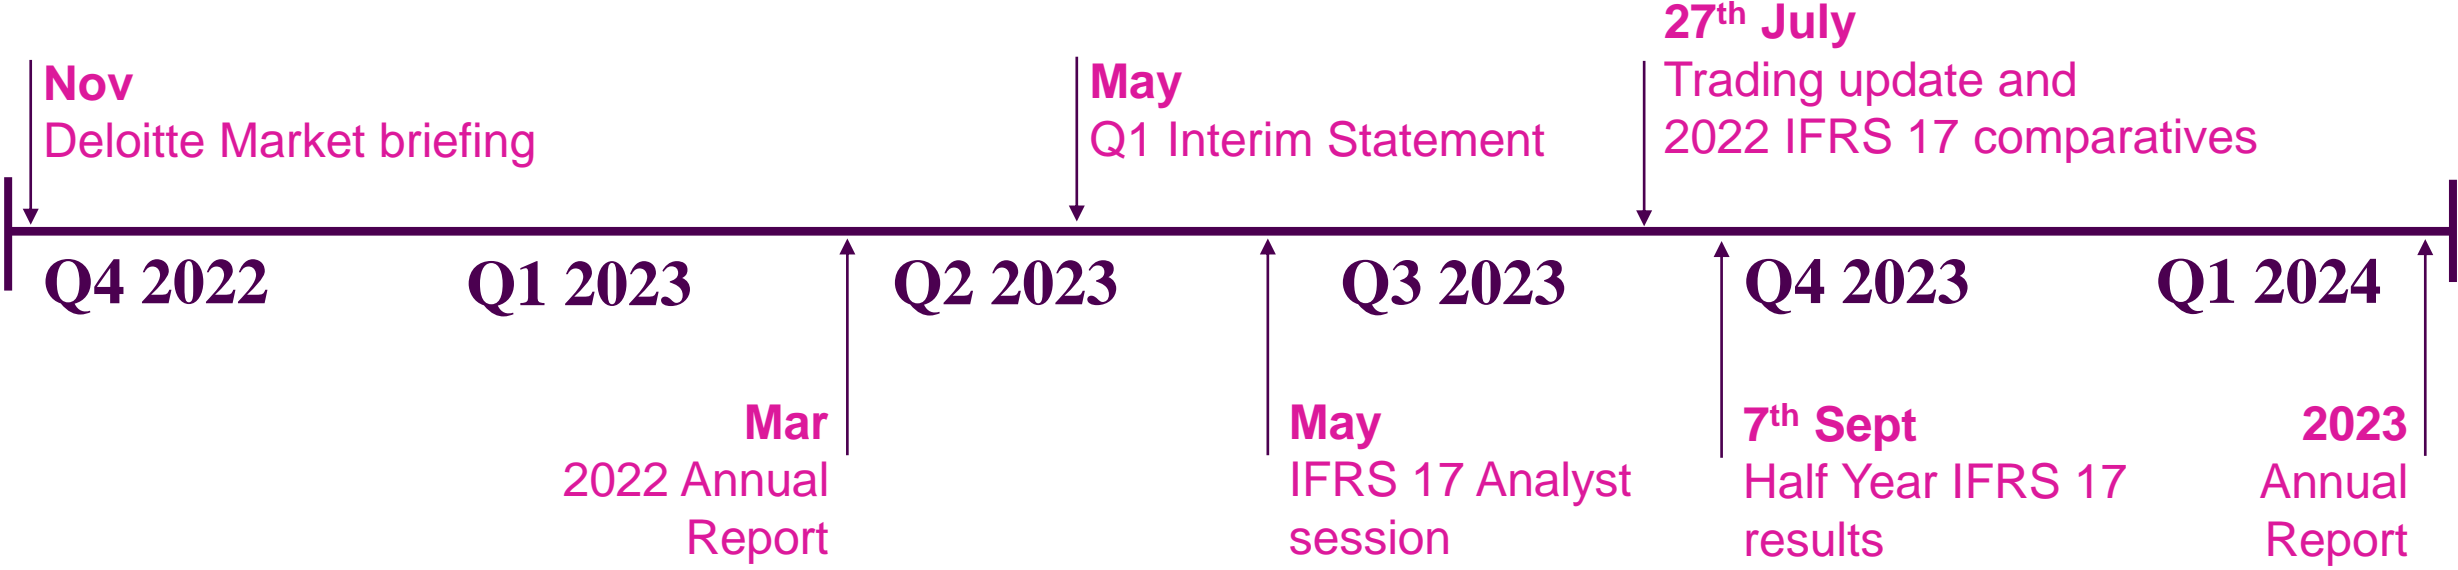 Nov
Deloitte Market briefing
May
Q1 Interim Statement
27th July
Trading update and
2022 IFRS 17 comparatives
Q4 2022
Q1 2023
Q2 2023
Q3 2023
Q4 2023
Q1 2024
Mar
2022 Annual
Report
May
IFRS 17 Analyst
session
7th Sept
Half Year IFRS 17
results
2023
Annual
Report